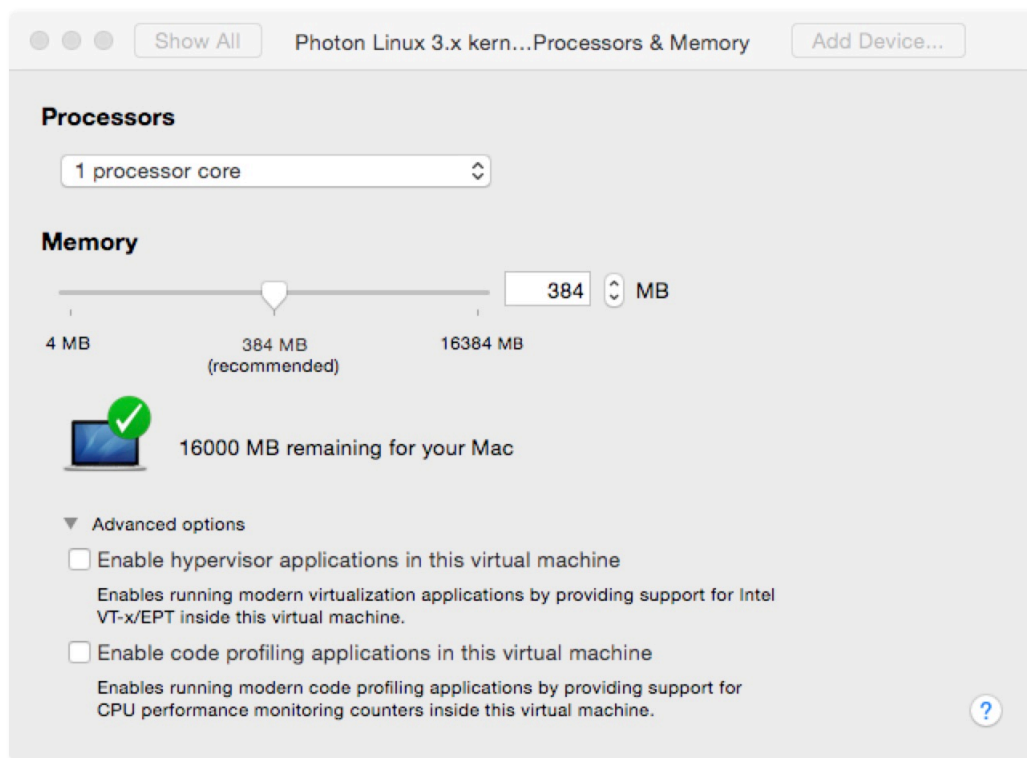 Show All Photon Linux 3.x kern...Processors & Memory Add Device...
Processors
1 processor core
Memory
384 MB
4 MB 384 MB 16384 MB
(recommended)
16000 MB remaining for your Mac
Advanced options
Enable hypervisor applications in this virtual machine
Enables running modern virtualization applications by providing support for Intel
VT-x/EPT inside this virtual machine.
Enable code profiling applications in this virtual machine
Enables running modern code profiling applications by providing support for
CPU performance monitoring counters inside this virtual machine.
?